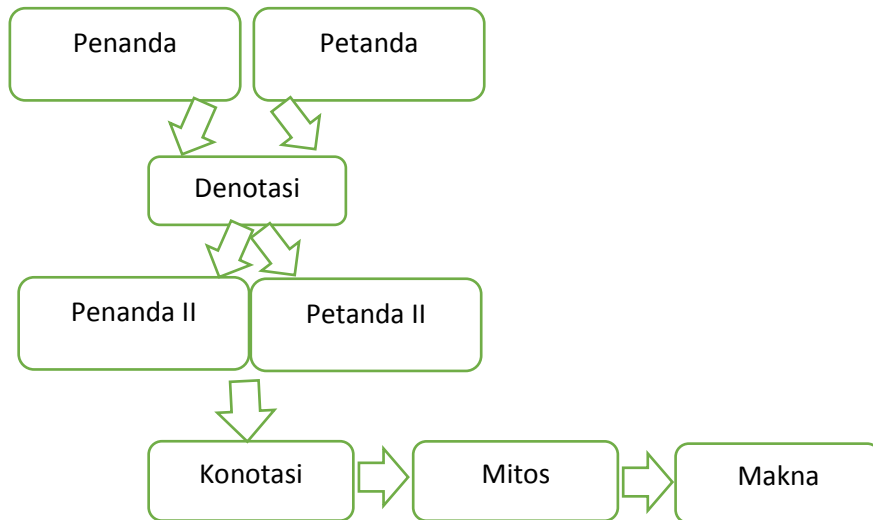 Penanda
Petanda
Denotasi
Penanda II
Petanda II
Konotasi
Mitos
Makna